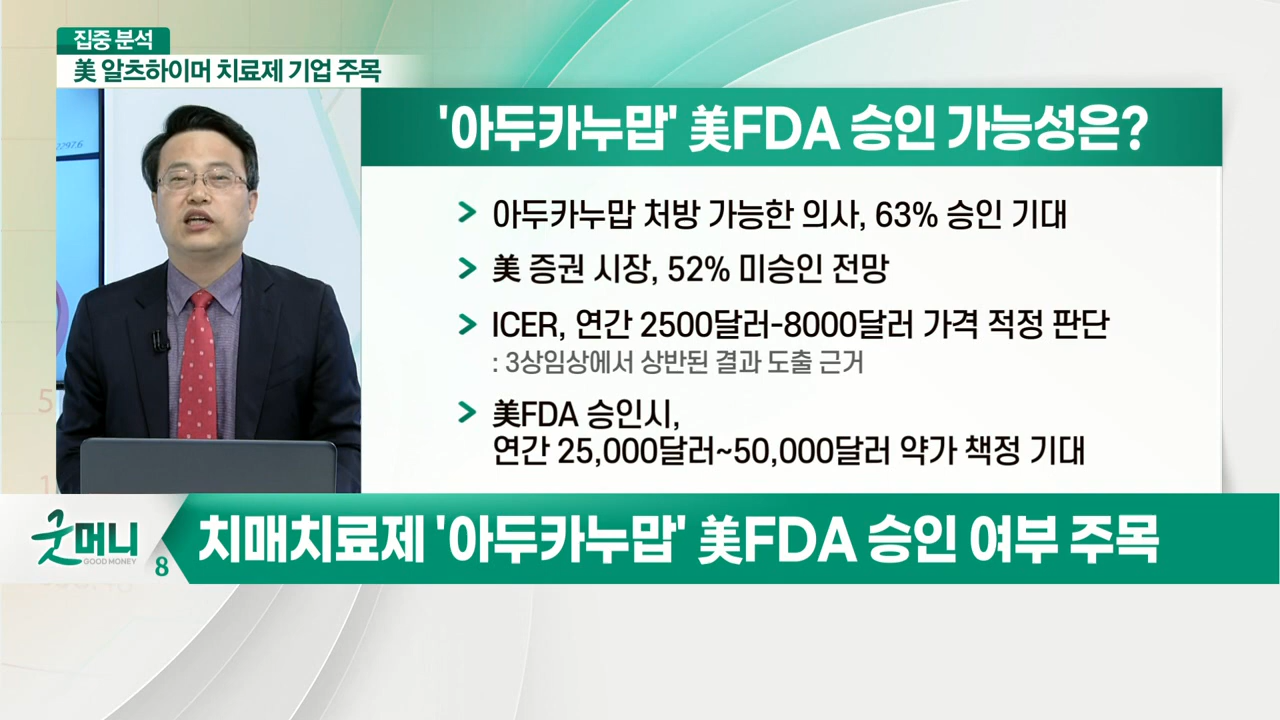 집중 분석
美 알츠하이머 치료제 기업 주목
2297.6
'아두카누맙' 美FDA 승인 가능성은?
> 아두카누맙 처방 가능한 의사, 63% 승인 기대
> 美 증권 시장, 52% 미승인 전망
> ICER, 연간 2500달러-8000달러 가격 적정 판단
: 3상임상에서 상반된 결과 도출 근거
> 美FDA 승인시,
연간 25,000달러~50,000달러 약가 책정 기대
굿머니
GOOD MONEY
8
치매치료제 '아두카누맙' 美FDA 승인 여부 주목